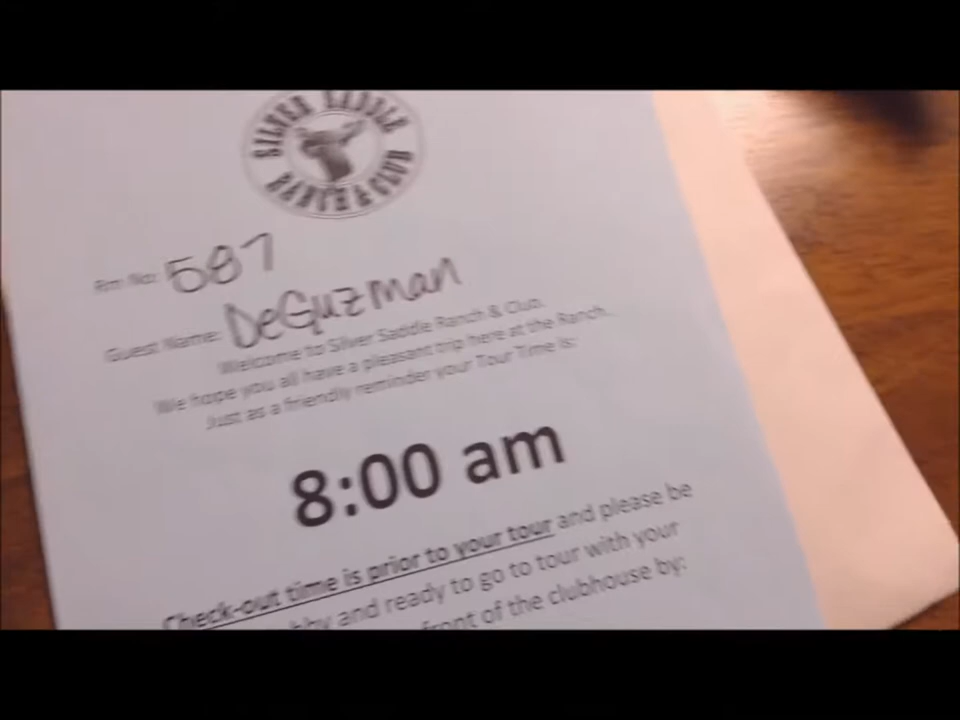 SILVER SADDLE
RANCH & CLUB
Rm No: 587
Guest Name: DeGuzman
Welcome to Silver Saddle Ranch & Club.
We hope you all have a pleasant trip here at the Ranch.
Just as a friendly reminder your Tour Time is:
8:00 am
Check-out time is prior to your tour and please be
and ready to go to tour with your
front of the clubhouse by: